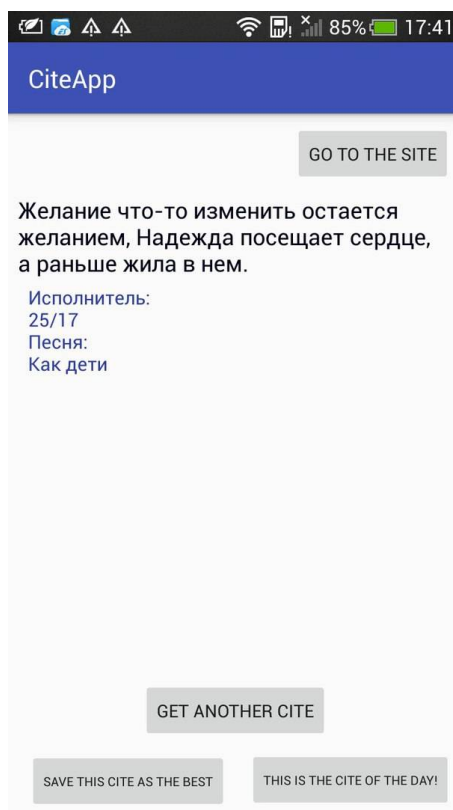 85% 17:41
CiteApp
GO TO THE SITE
Желание что-то изменить остается
желанием, Надежда посещает сердце,
а раньше жила в нем.
Исполнитель:
25/17
Песня:
Как дети
GET ANOTHER CITE
SAVE THIS CITE AS THE BEST
THIS IS THE CITE OF THE DAY!